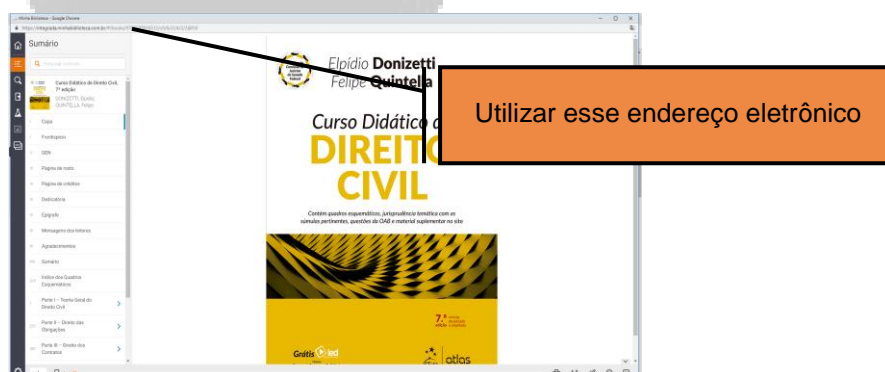 Minha Biblioteca - Google Chrome
Sumário
Curso Didático de Direito Civil,
7ª edição
DONIZETTI, Elpídio;
QUINTELLA, Felipe
Capa
Frontispício
GEN
Página de rosto
Página de créditos
Dedicatória
Epígrafe
Mensagens dos leitores
Agradecimentos
Sumário
Índice dos Quadros
Esquemáticos
Parte I – Teoria Geral do
Direito Civil
Parte II – Direito das
Obrigações
Parte III – Direito dos
Contratos
Elpídio Donizetti
Felipe Quintella
Curso Didático
DIREITO
CIVIL
Contém quadros esquemáticos, jurisprudência temática com as
súmulas pertinentes, questões da OAB e material suplementar no site
7.ª
edição
Grátis
atlas
Utilizar esse endereço eletrônico